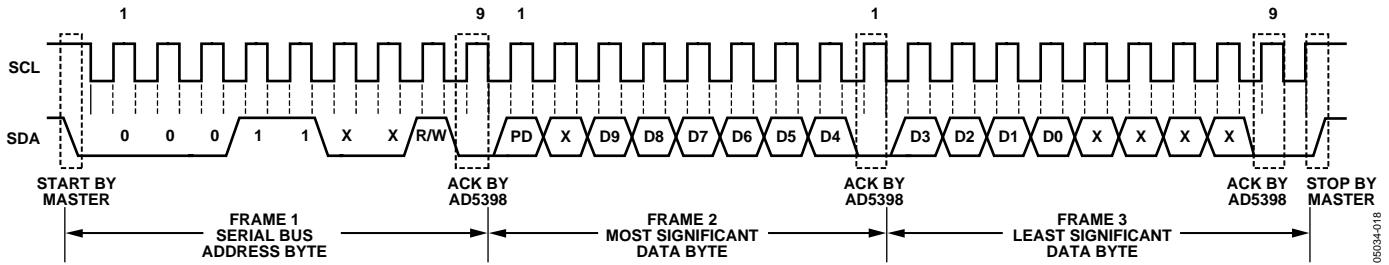 1 9 1 1 9
SCL
SDA 0 0 0 1 1 X X R/W PD X D9 D8 D7 D6 D5 D4 D3 D2 D1 D0 X X X X
START BY
MASTER
ACK BY
AD5398
ACK BY
AD5398
ACK BY
AD5398
STOP BY
MASTER
FRAME 1
SERIAL BUS
ADDRESS BYTE
FRAME 2
MOST SIGNIFICANT
DATA BYTE
FRAME 3
LEAST SIGNIFICANT
DATA BYTE
05034-018